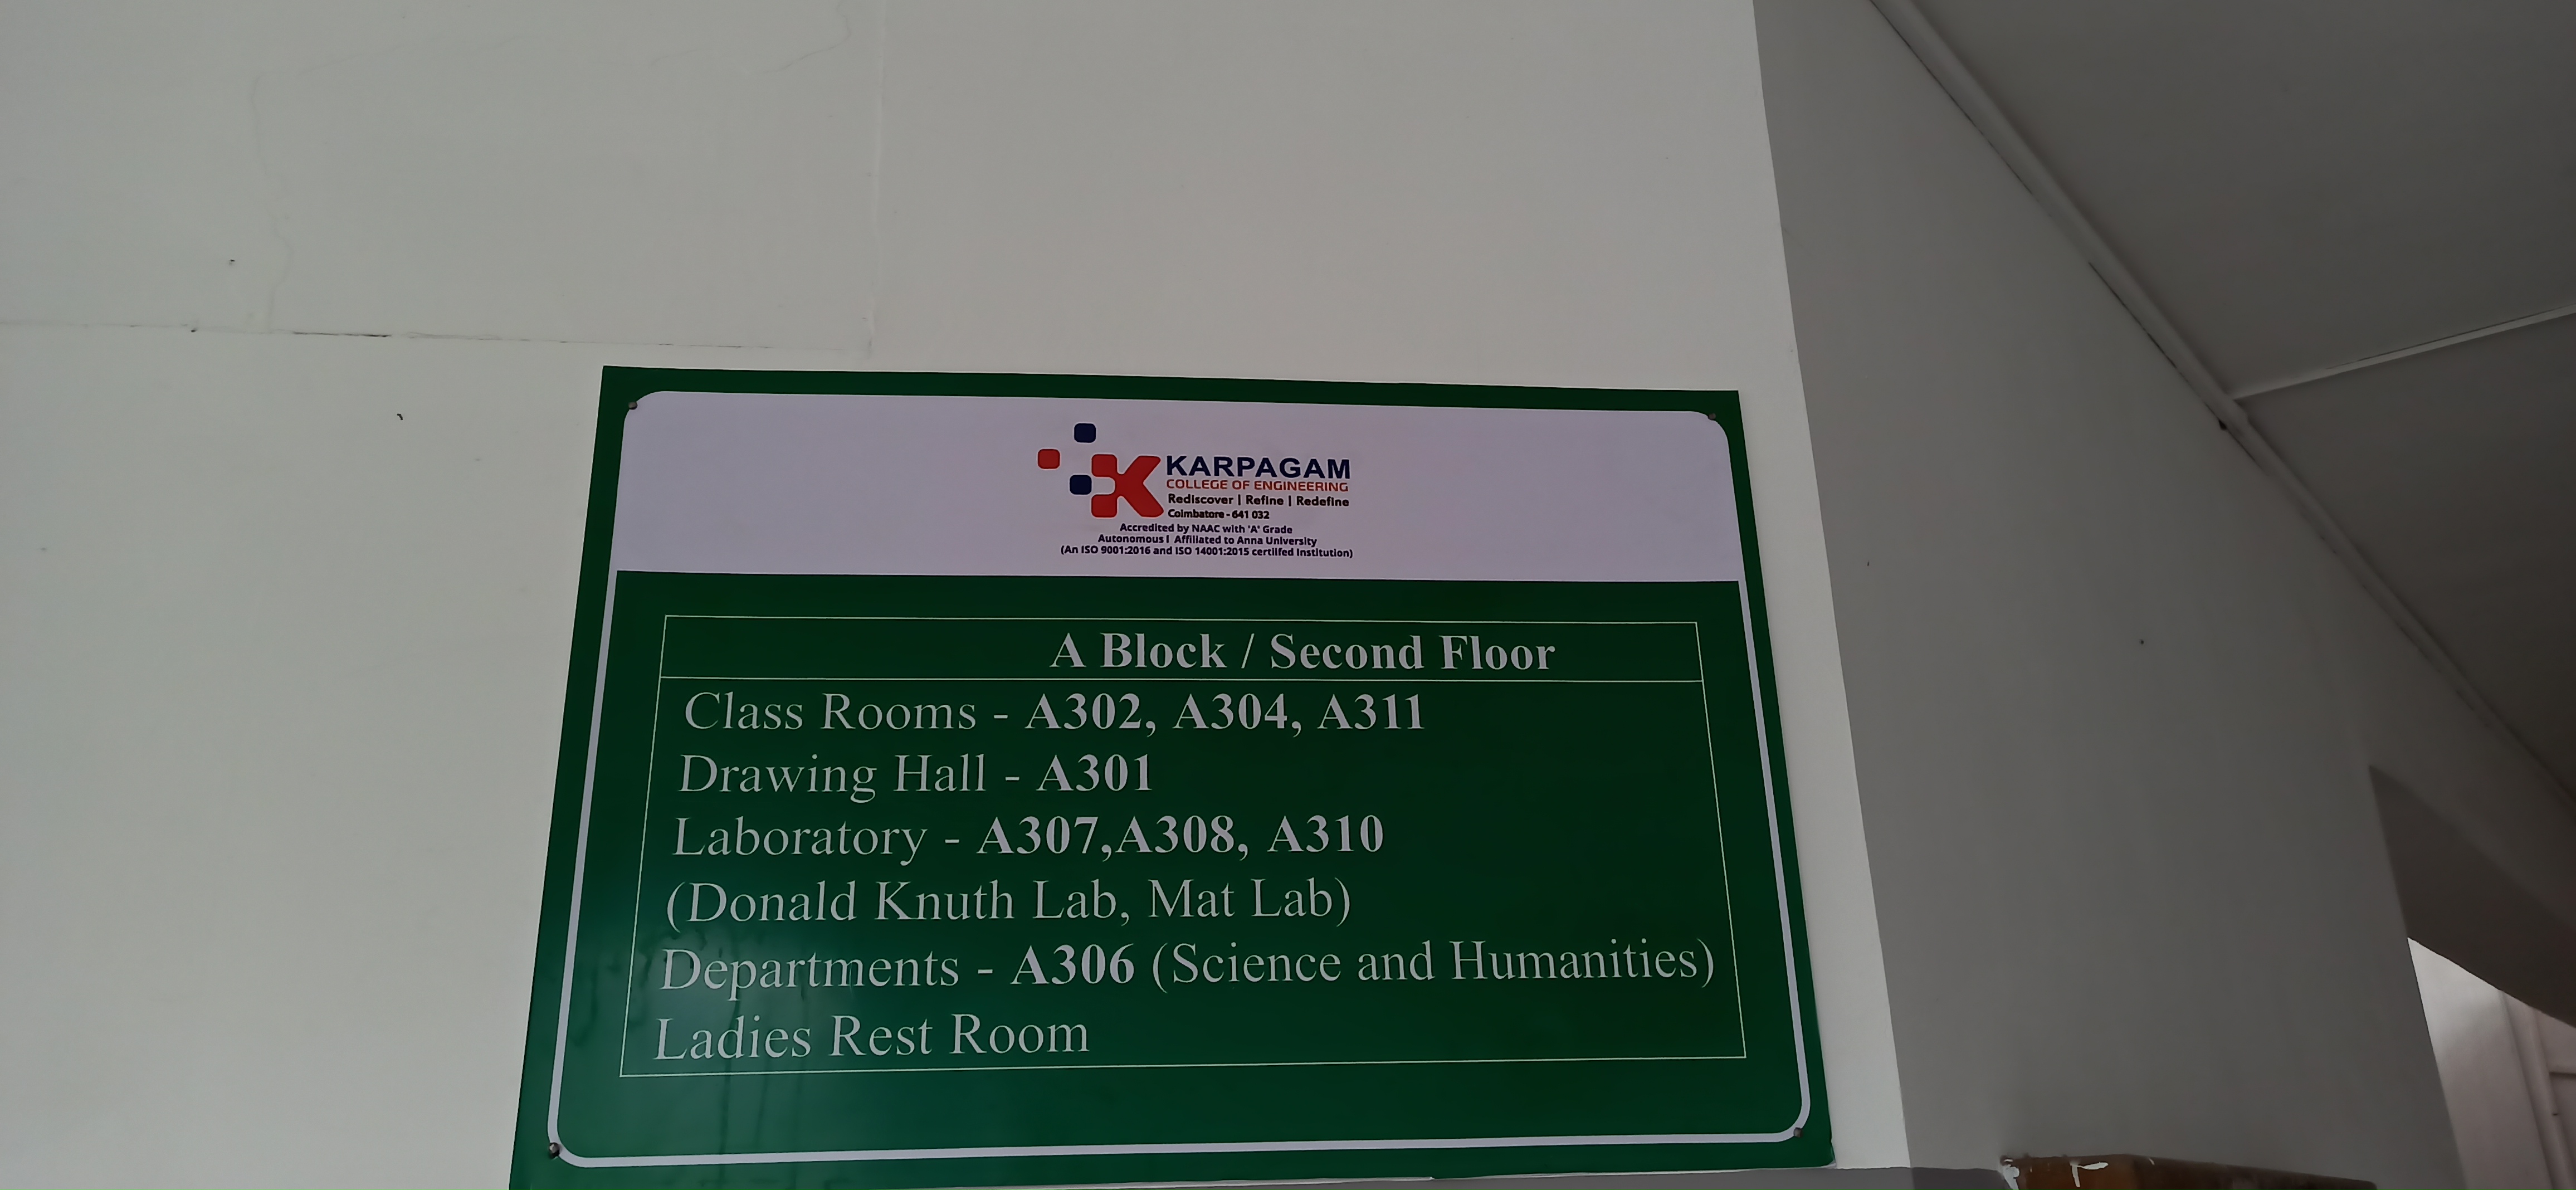 KARPAGAM
COLLEGE OF ENGINEERING
Rediscover | Refine | Redefine
Coimbatore - 641 032
Accredited by NAAC with 'A' Grade
Autonomous I Affiliated to Anna University
(An ISO 9001:2016 and ISO 14001:2015 certiifed Institution)
A Block / Second Floor
Class Rooms - A302, A304, A311
Drawing Hall - A301
Laboratory - A307,A308, A310
(Donald Knuth Lab, Mat Lab)
Departments - A306 (Science and Humanities)
Ladies Rest Room